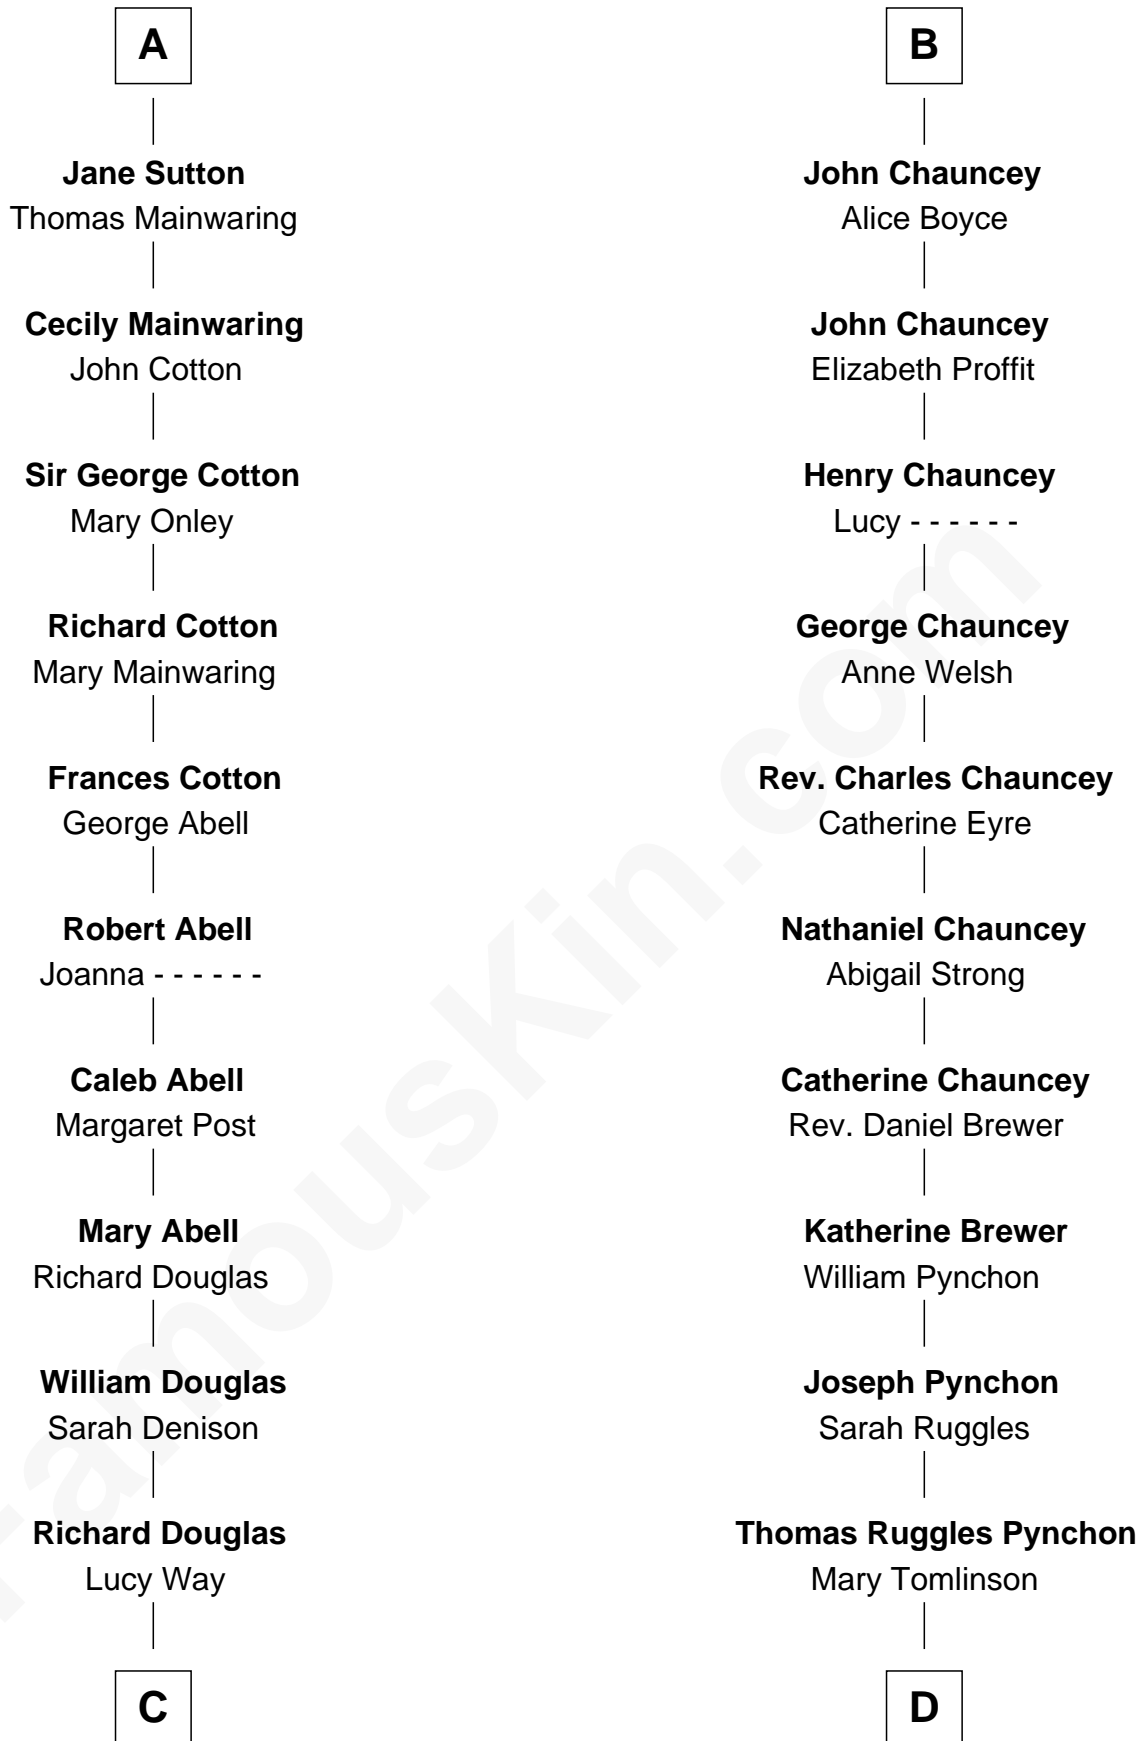 A
Jane Sutton
Thomas Mainwaring
Cecily Mainwaring
John Cotton
Sir George Cotton
Mary Onley
Richard Cotton
Mary Mainwaring
Frances Cotton
George Abell
Robert Abell
Joanna - - - - - -
Caleb Abell
Margaret Post
Mary Abell
Richard Douglas
William Douglas
Sarah Denison
Richard Douglas
Lucy Way
C
B
John Chauncey
Alice Boyce
John Chauncey
Elizabeth Proffit
Henry Chauncey
Lucy - - - - - -
George Chauncey
Anne Welsh
Rev. Charles Chauncey
Catherine Eyre
Nathaniel Chauncey
Abigail Strong
Catherine Chauncey
Rev. Daniel Brewer
Katherine Brewer
William Pynchon
Joseph Pynchon
Sarah Ruggles
Thomas Ruggles Pynchon
Mary Tomlinson
D
FamousKin.com